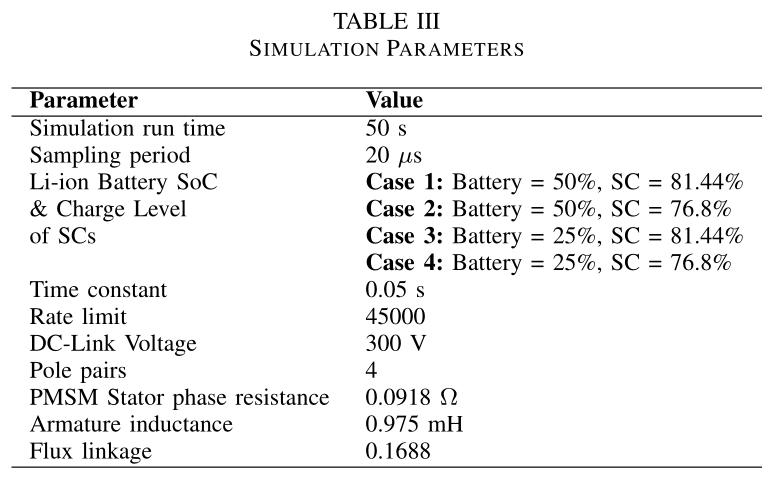 TABLE III
SIMULATION PARAMETERS
Parameter Value
Simulation run time 50 s
Sampling period 20 μs
Li-ion Battery SoC Case 1: Battery = 50%, SC = 81.44%
& Charge Level Case 2: Battery = 50%, SC = 76.8%
of SCs Case 3: Battery = 25%, SC = 81.44%
Case 4: Battery = 25%, SC = 76.8%
Time constant 0.05 s
Rate limit 45000
DC-Link Voltage 300 V
Pole pairs 4
PMSM Stator phase resistance 0.0918 Ω
Armature inductance 0.975 mH
Flux linkage 0.1688